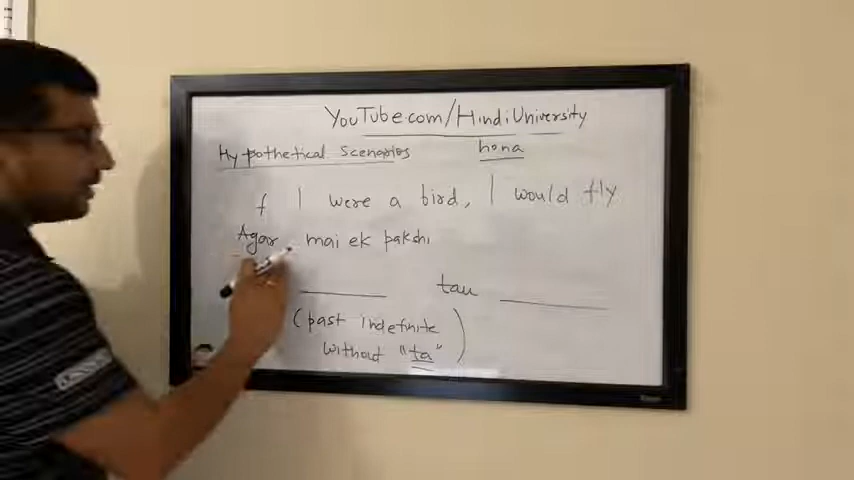 YouTube.com/HindiUniversity
Hypothetical Scenarios hona
f I were a bird, I would fly
Agar mai ek pakshi
tau
(past indefinite
without "ta")